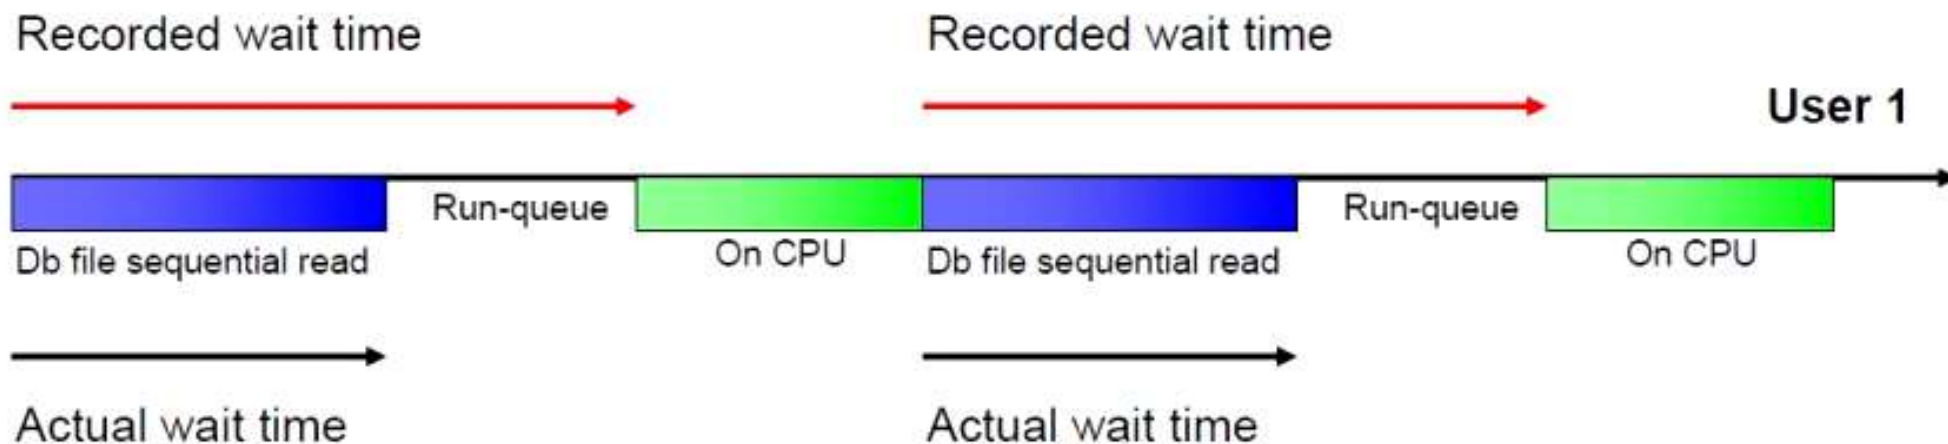 Recorded wait time
Recorded wait time
User 1
Run-queue
Run-queue
Db file sequential read
On CPU
Db file sequential read
On CPU
Actual wait time
Actual wait time